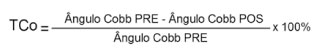 TCo = Ângulo Cobb PRE - Ângulo Cobb POS x 100%
Ângulo Cobb PRE